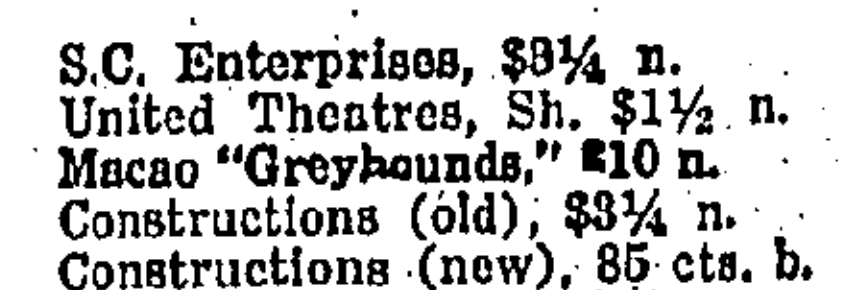 S.C. Enterprises, $3¼ n.
United Theatres, Sh. $1½ n.
Macao "Greyhounds," $10 n.
Constructions (old), $3¼ n.
Constructions (new), 85 cts. b.